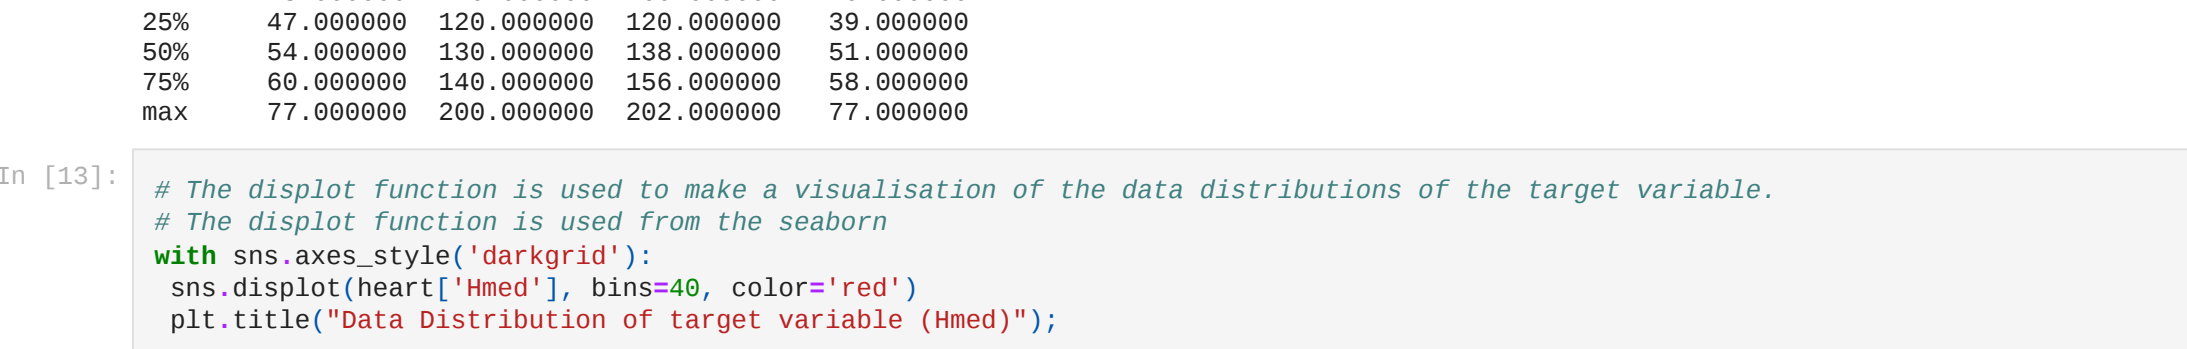 25% 47.000000 120.000000 120.000000 39.000000
50% 54.000000 130.000000 138.000000 51.000000
75% 60.000000 140.000000 156.000000 58.000000
max 77.000000 200.000000 202.000000 77.000000
In [13]:
# The displot function is used to make a visualisation of the data distributions of the target variable.
# The displot function is used from the seaborn
with sns.axes_style('darkgrid'):
 sns.displot(heart['Hmed'], bins=40, color='red')
 plt.title("Data Distribution of target variable (Hmed)");